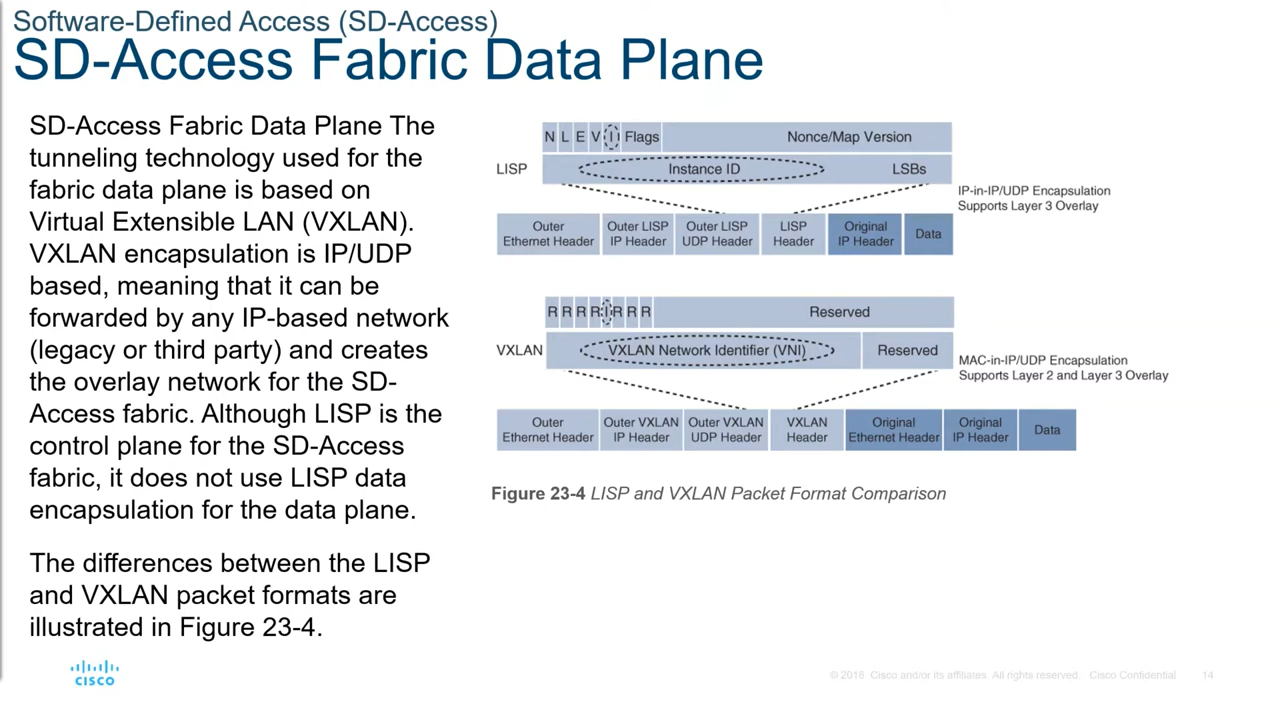 Software-Defined Access (SD-Access)
SD-Access Fabric Data Plane
SD-Access Fabric Data Plane The
tunneling technology used for the
fabric data plane is based on
Virtual Extensible LAN (VXLAN).
VXLAN encapsulation is IP/UDP
based, meaning that it can be
forwarded by any IP-based network
(legacy or third party) and creates
the overlay network for the SD-
Access fabric. Although LISP is the
control plane for the SD-Access
fabric, it does not use LISP data
encapsulation for the data plane.
The differences between the LISP
and VXLAN packet formats are
illustrated in Figure 23-4.
N L E V I Flags Nonce/Map Version
LISP Instance ID LSBs
IP-in-IP/UDP Encapsulation
Supports Layer 3 Overlay
Outer Ethernet Header
Outer LISP IP Header
Outer LISP UDP Header
LISP Header
Original IP Header
Data
R R R R I R R R Reserved
VXLAN VXLAN Network Identifier (VNI) Reserved
MAC-in-IP/UDP Encapsulation
Supports Layer 2 and Layer 3 Overlay
Outer Ethernet Header
Outer VXLAN IP Header
Outer VXLAN UDP Header
VXLAN Header
Original Ethernet Header
Original IP Header
Data
Figure 23-4 LISP and VXLAN Packet Format Comparison
CISCO
© 2016 Cisco and/or its affiliates. All rights reserved. Cisco Confidential 14